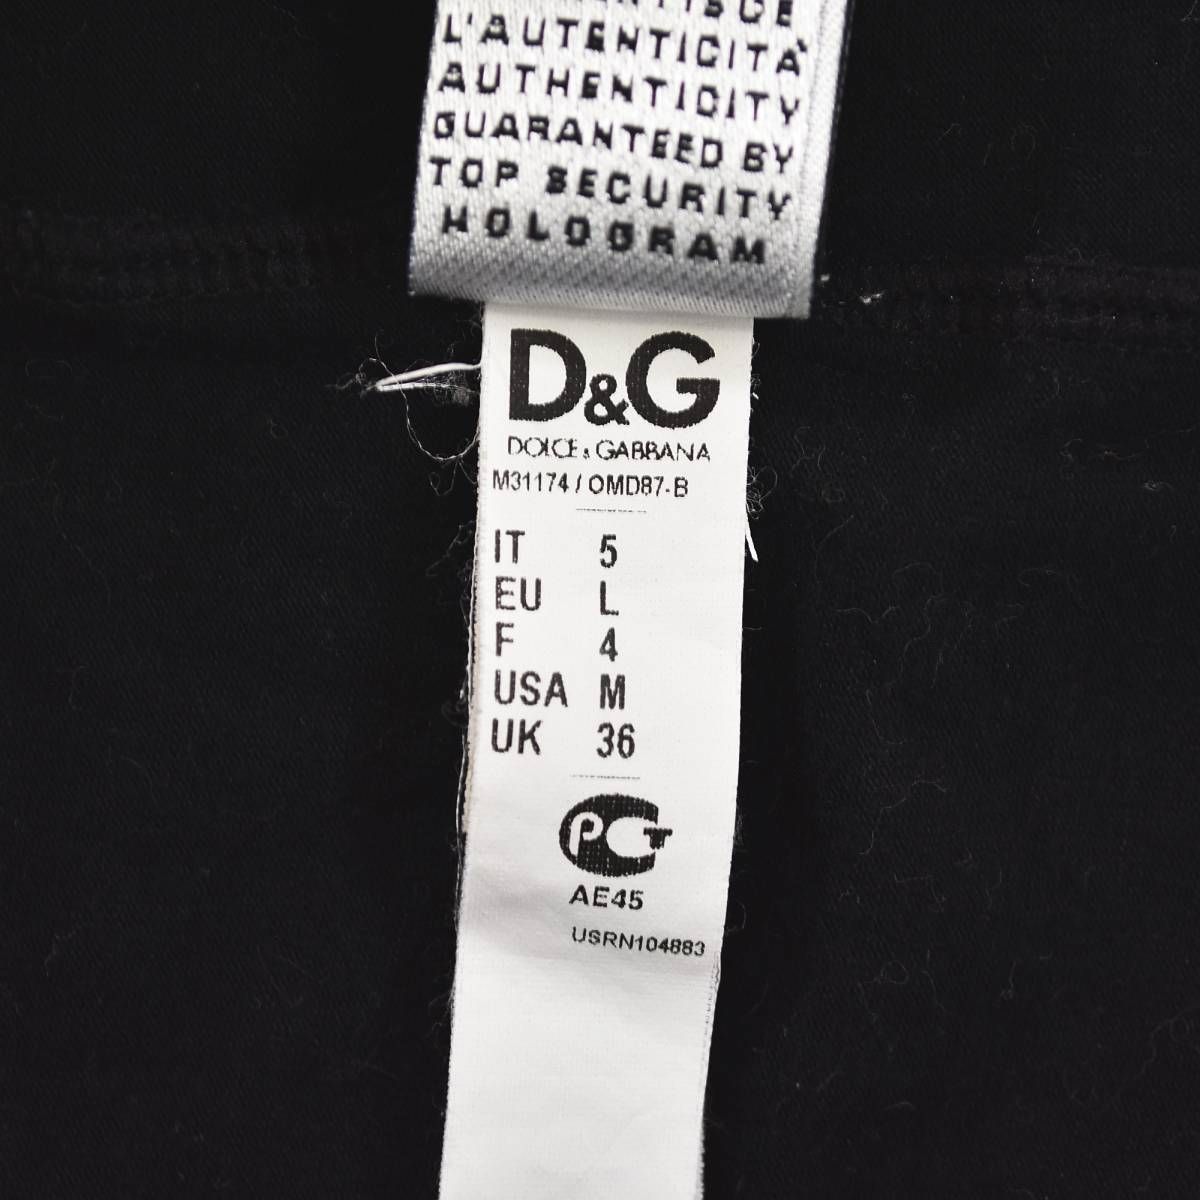 L'AUTENTICITÀ
AUTHENTICITY
GUARANTEED BY
TOP SECURITY
HOLOGRAM
D&G
DOLCE & GABBANA
M31174 / OMD87-B
IT 5
EU L
F 4
USA M
UK 36
PCT
AE45
USRN104883